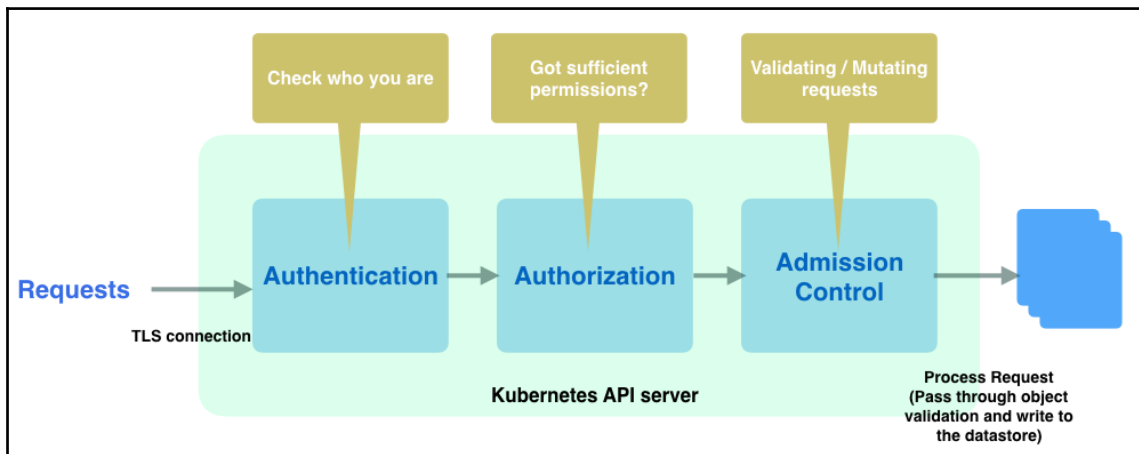 Check who you are
Got sufficient
permissions?
Validating / Mutating
requests
Requests
TLS connection
Authentication
Authorization
Admission
Control
Kubernetes API server
Process Request
(Pass through object
validation and write to
the datastore)